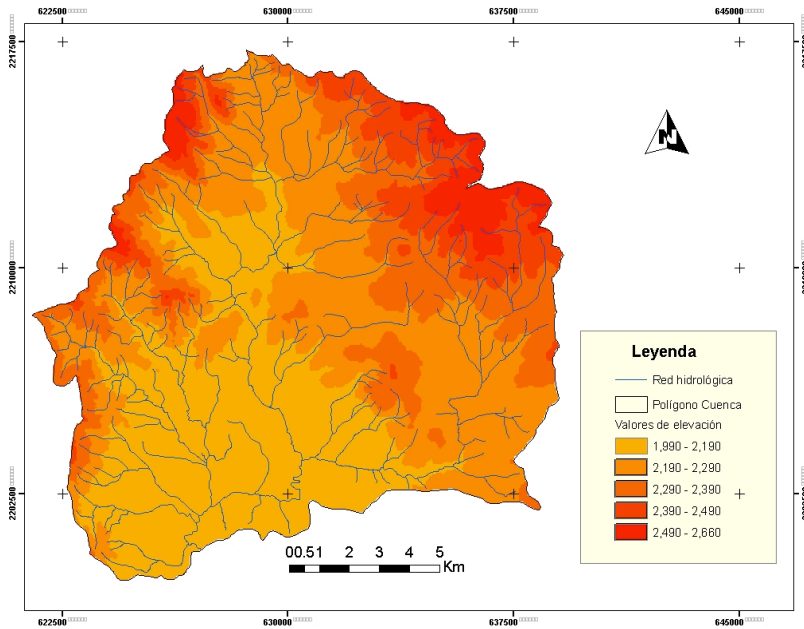 622500
630000
637500
645000
2217500
N
2210000
2202500
Leyenda
Red hidrológica
Polígono Cuenca
Valores de elevación
1,990 - 2,190
2,190 - 2,290
2,290 - 2,390
2,390 - 2,490
2,490 - 2,660
00.51 2 3 4 5
Km
622500
630000
637500
645000